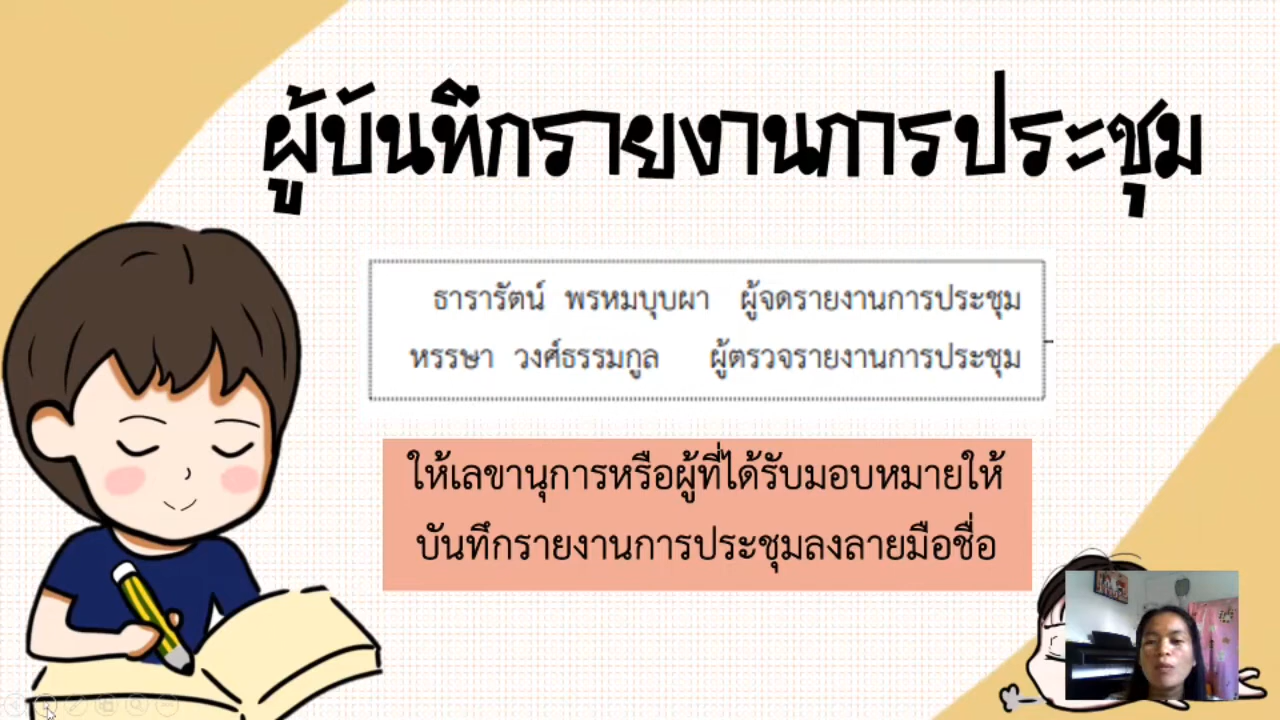 ผู้บันทึกรายงานการประชุม
ธารารัตน์ พรหมบุบผา ผู้จดรายงานการประชุม
หรรษา วงศ์ธรรมกูล ผู้ตรวจรายงานการประชุม
ให้เลขานุการหรือผู้ที่ได้รับมอบหมายให้
บันทึกรายงานการประชุมลงลายมือชื่อ